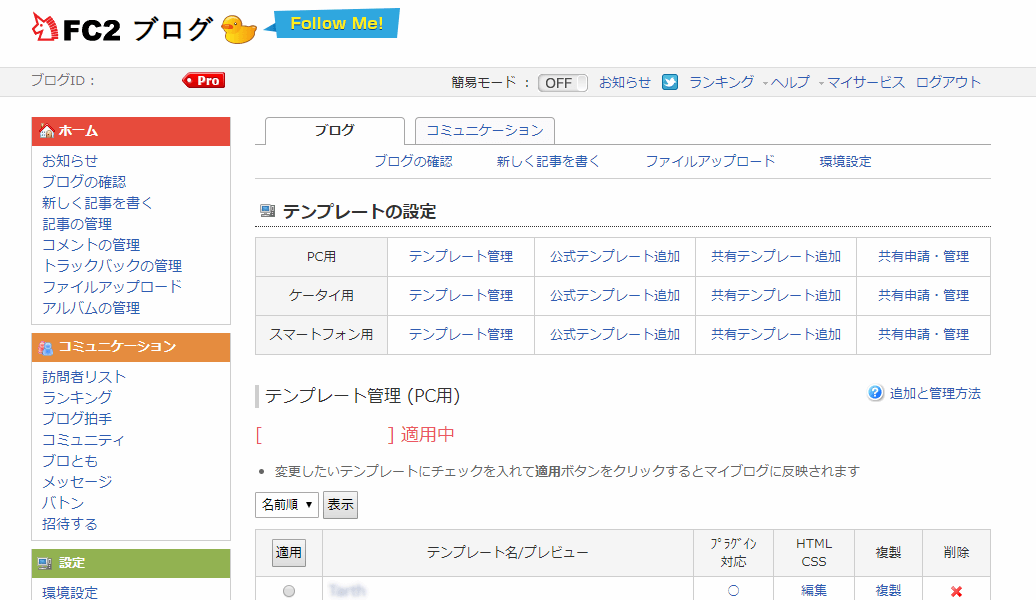 FC2 ブログ Follow Me!
ブログID： Pro 簡易モード ： OFF お知らせ ランキング ヘルプ マイサービス ログアウト
ホーム
お知らせ
ブログの確認
新しく記事を書く
記事の管理
コメントの管理
トラックバックの管理
ファイルアップロード
アルバムの管理
コミュニケーション
訪問者リスト
ランキング
ブログ拍手
コミュニティ
ブロとも
メッセージ
バトン
招待する
設定
環境設定
ブログ コミュニケーション
ブログの確認 新しく記事を書く ファイルアップロード 環境設定
テンプレートの設定
PC用 テンプレート管理 公式テンプレート追加 共有テンプレート追加 共有申請・管理
ケータイ用 テンプレート管理 公式テンプレート追加 共有テンプレート追加 共有申請・管理
スマートフォン用 テンプレート管理 公式テンプレート追加 共有テンプレート追加 共有申請・管理
テンプレート管理 (PC用) ? 追加と管理方法
[ ] 適用中
• 変更したいテンプレートにチェックを入れて適用ボタンをクリックするとマイブログに反映されます
名前順 ▼ 表示
適用 テンプレート名/プレビュー ﾌﾟﾗｸﾞｲﾝ 対応 HTML CSS 複製 削除
○ 編集 複製